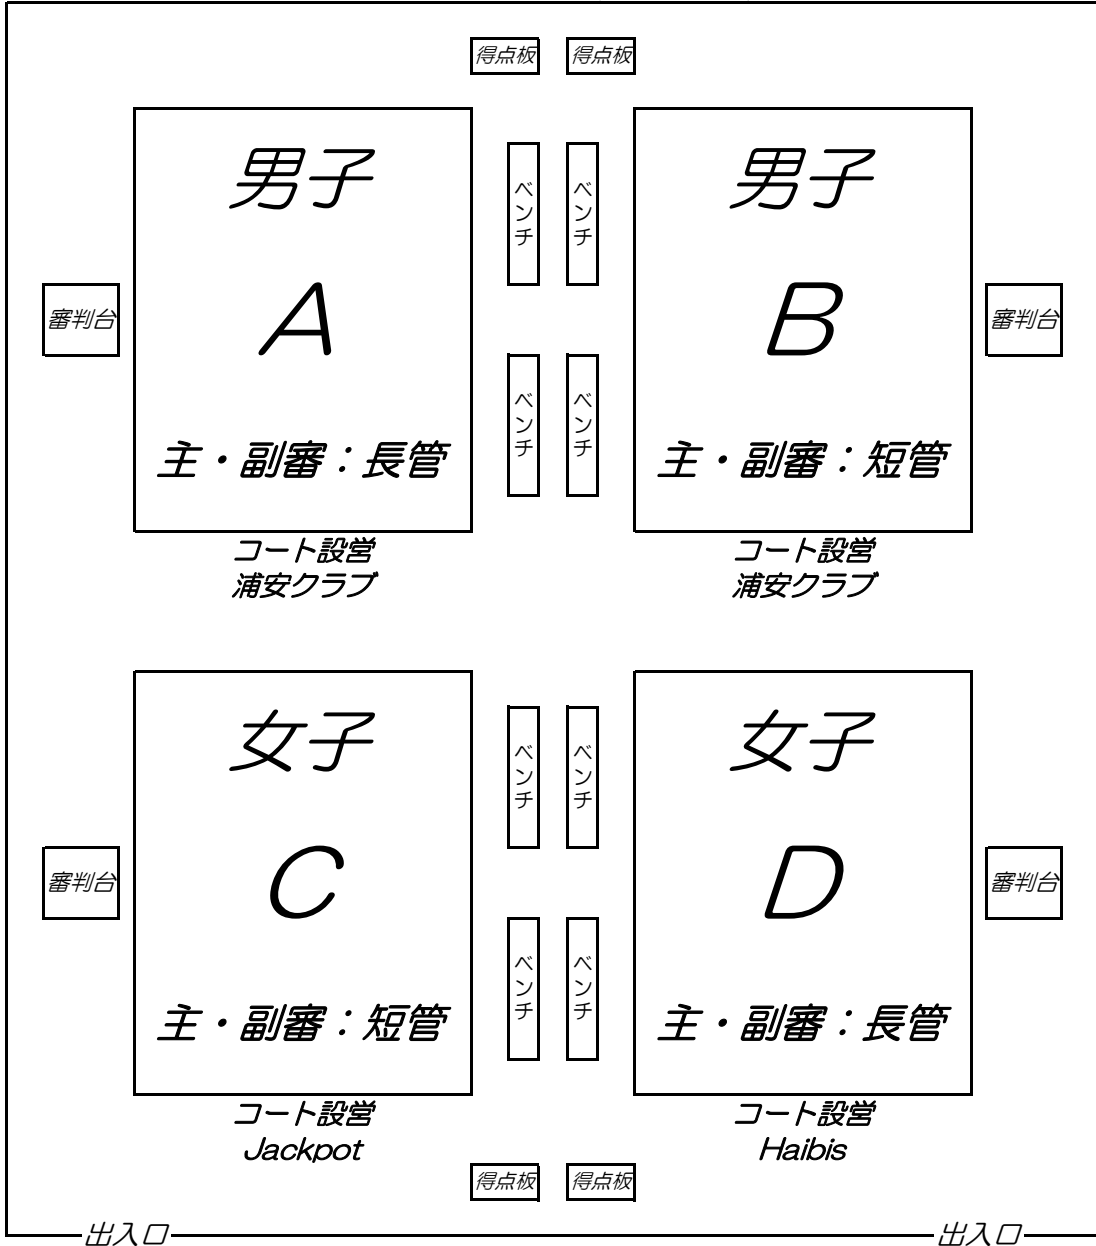 得点板
得点板
男子
A
主・副審：長管
コート設営
浦安クラブ
審判台
ベンチ
ベンチ
ベンチ
ベンチ
男子
B
主・副審：短管
コート設営
浦安クラブ
審判台
女子
C
主・副審：短管
コート設営
Jackpot
審判台
ベンチ
ベンチ
ベンチ
ベンチ
女子
D
主・副審：長管
コート設営
Haibis
審判台
得点板
得点板
出入口
出入口